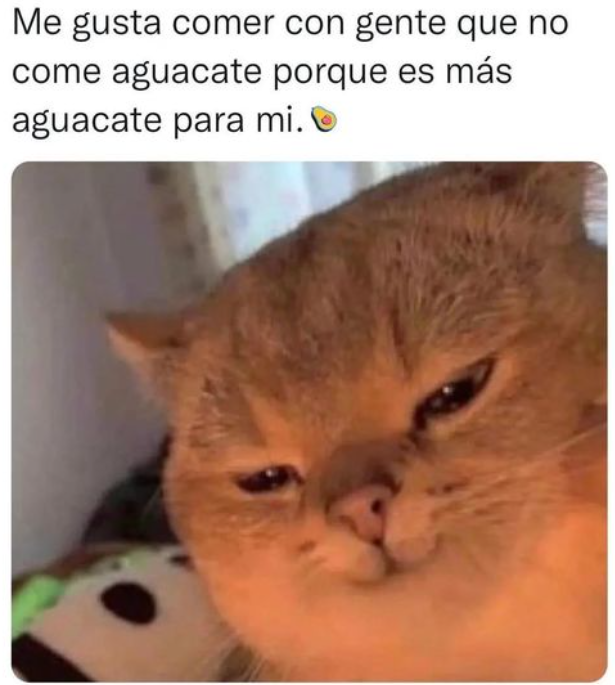 Me gusta comer con gente que no
come aguacate porque es más
aguacate para mi.🥑